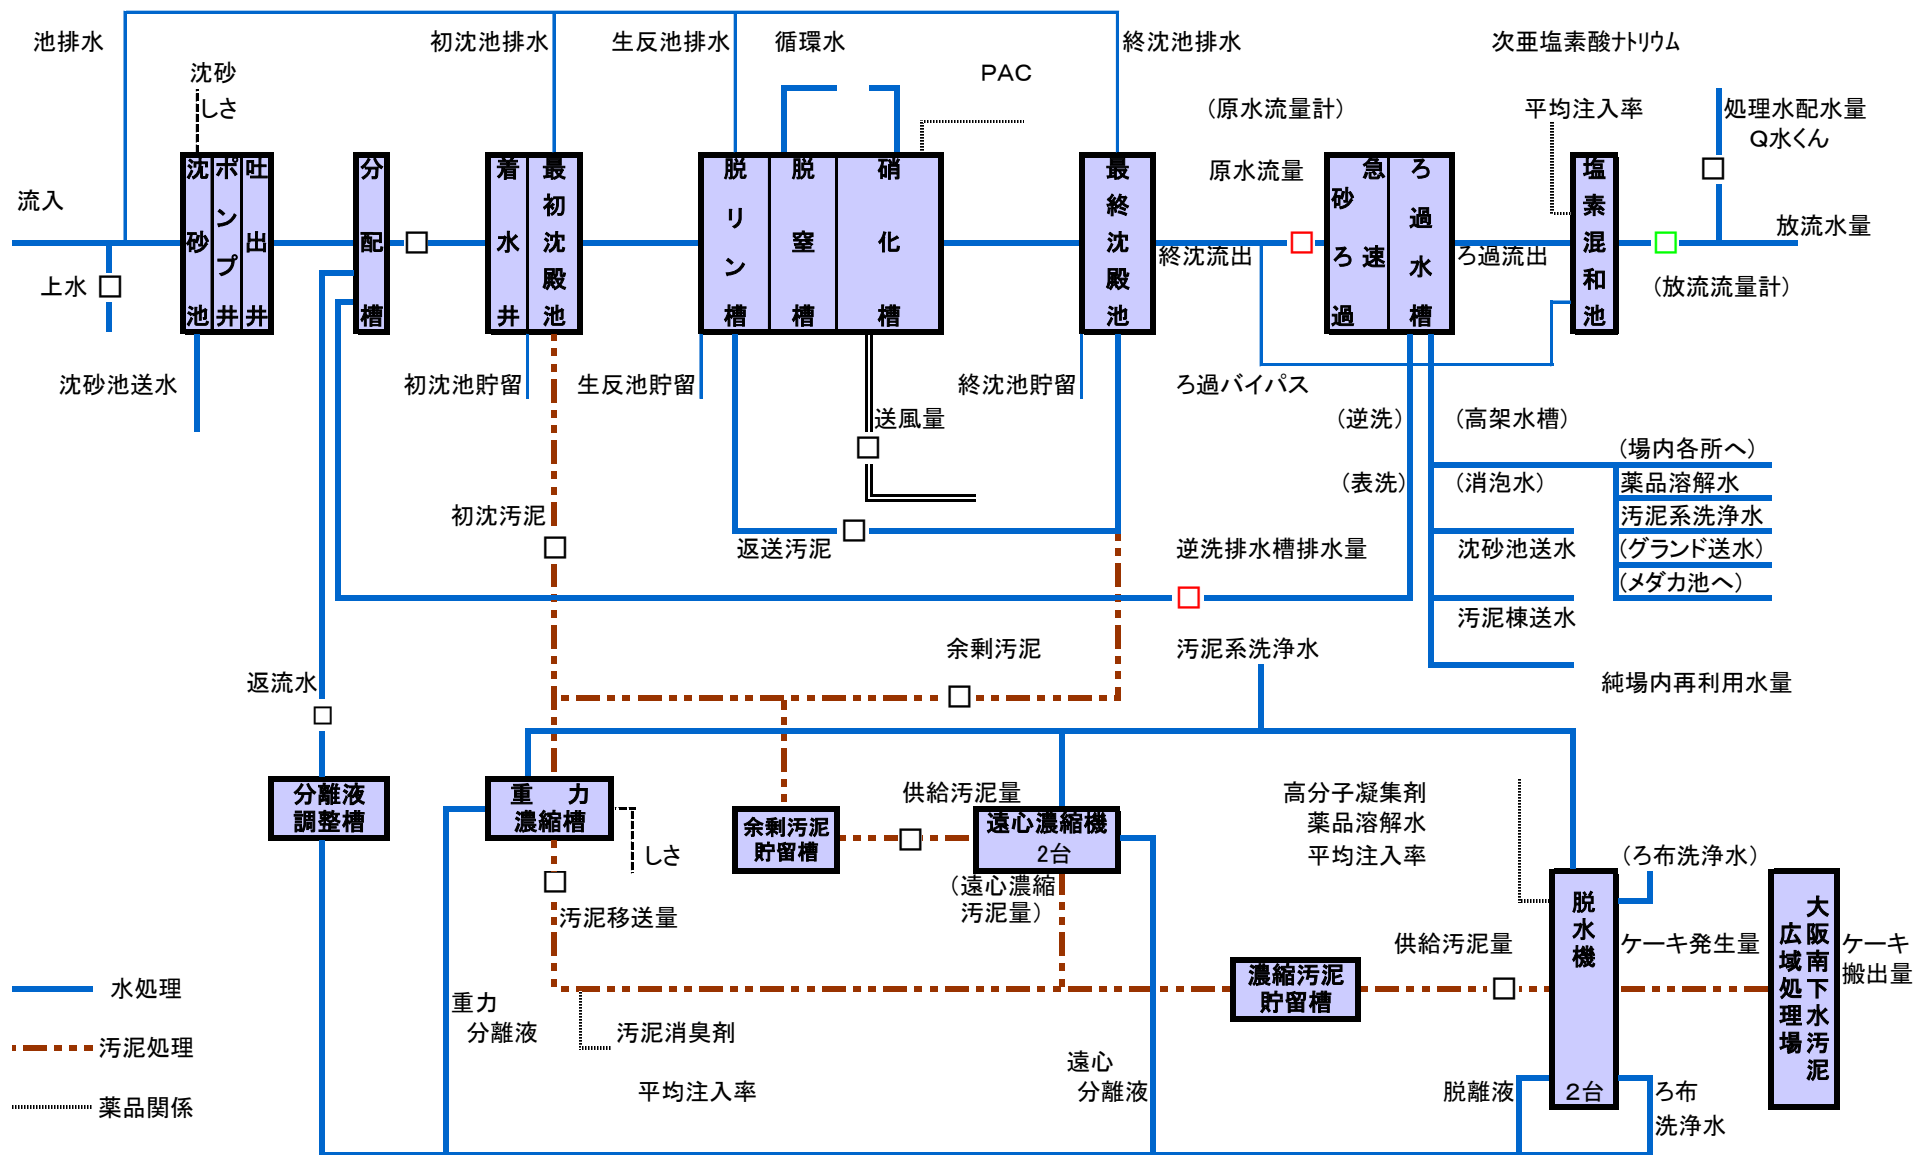 池排水
初沈池排水
生反池排水
循環水
終沈池排水
次亜塩素酸ナトリウム
沈砂
しさ
PAC
(原水流量計)
平均注入率
処理水配水量
Q水くん
流入
沈砂池
ポンプ井
吐出井
分配槽
着水井
最初沈殿池
脱リン槽
脱窒槽
硝化槽
最終沈殿池
原水流量
急速
砂ろ過
ろ過水槽
塩素混和池
放流水量
上水
終沈流出
ろ過流出
(放流流量計)
沈砂池送水
初沈池貯留
生反池貯留
終沈池貯留
ろ過バイパス
送風量
(逆洗)
(高架水槽)
(場内各所へ)
(表洗)
(消泡水)
薬品溶解水
初沈汚泥
汚泥系洗浄水
返送汚泥
逆洗排水槽排水量
沈砂池送水
(グランド送水)
(メダカ池へ)
汚泥棟送水
余剰汚泥
汚泥系洗浄水
返流水
純場内再利用水量
分離液
調整槽
重 力
濃縮槽
供給汚泥量
高分子凝集剤
薬品溶解水
平均注入率
余剰汚泥
貯留槽
遠心濃縮機
2台
しさ
(ろ布洗浄水)
(遠心濃縮
汚泥量)
汚泥移送量
脱水機
2台
供給汚泥量
ケーキ発生量
大阪南下水汚泥
広域処理場
ケーキ
搬出量
濃縮汚泥
貯留槽
水処理
重力
分離液
汚泥消臭剤
汚泥処理
遠心
分離液
平均注入率
脱離液
ろ布
洗浄水
薬品関係